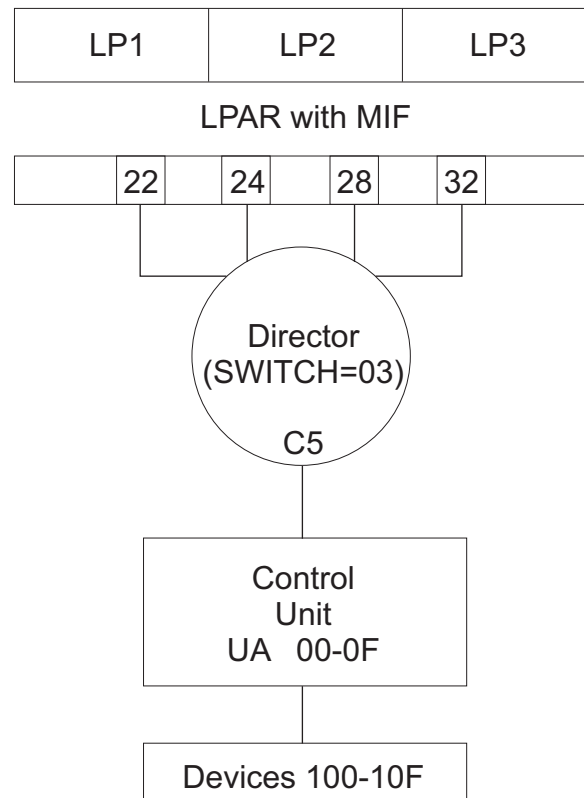 LP1 LP2 LP3
LPAR with MIF
22 24 28 32
Director
(SWITCH=03)
C5
Control
Unit
UA 00-0F
Devices 100-10F